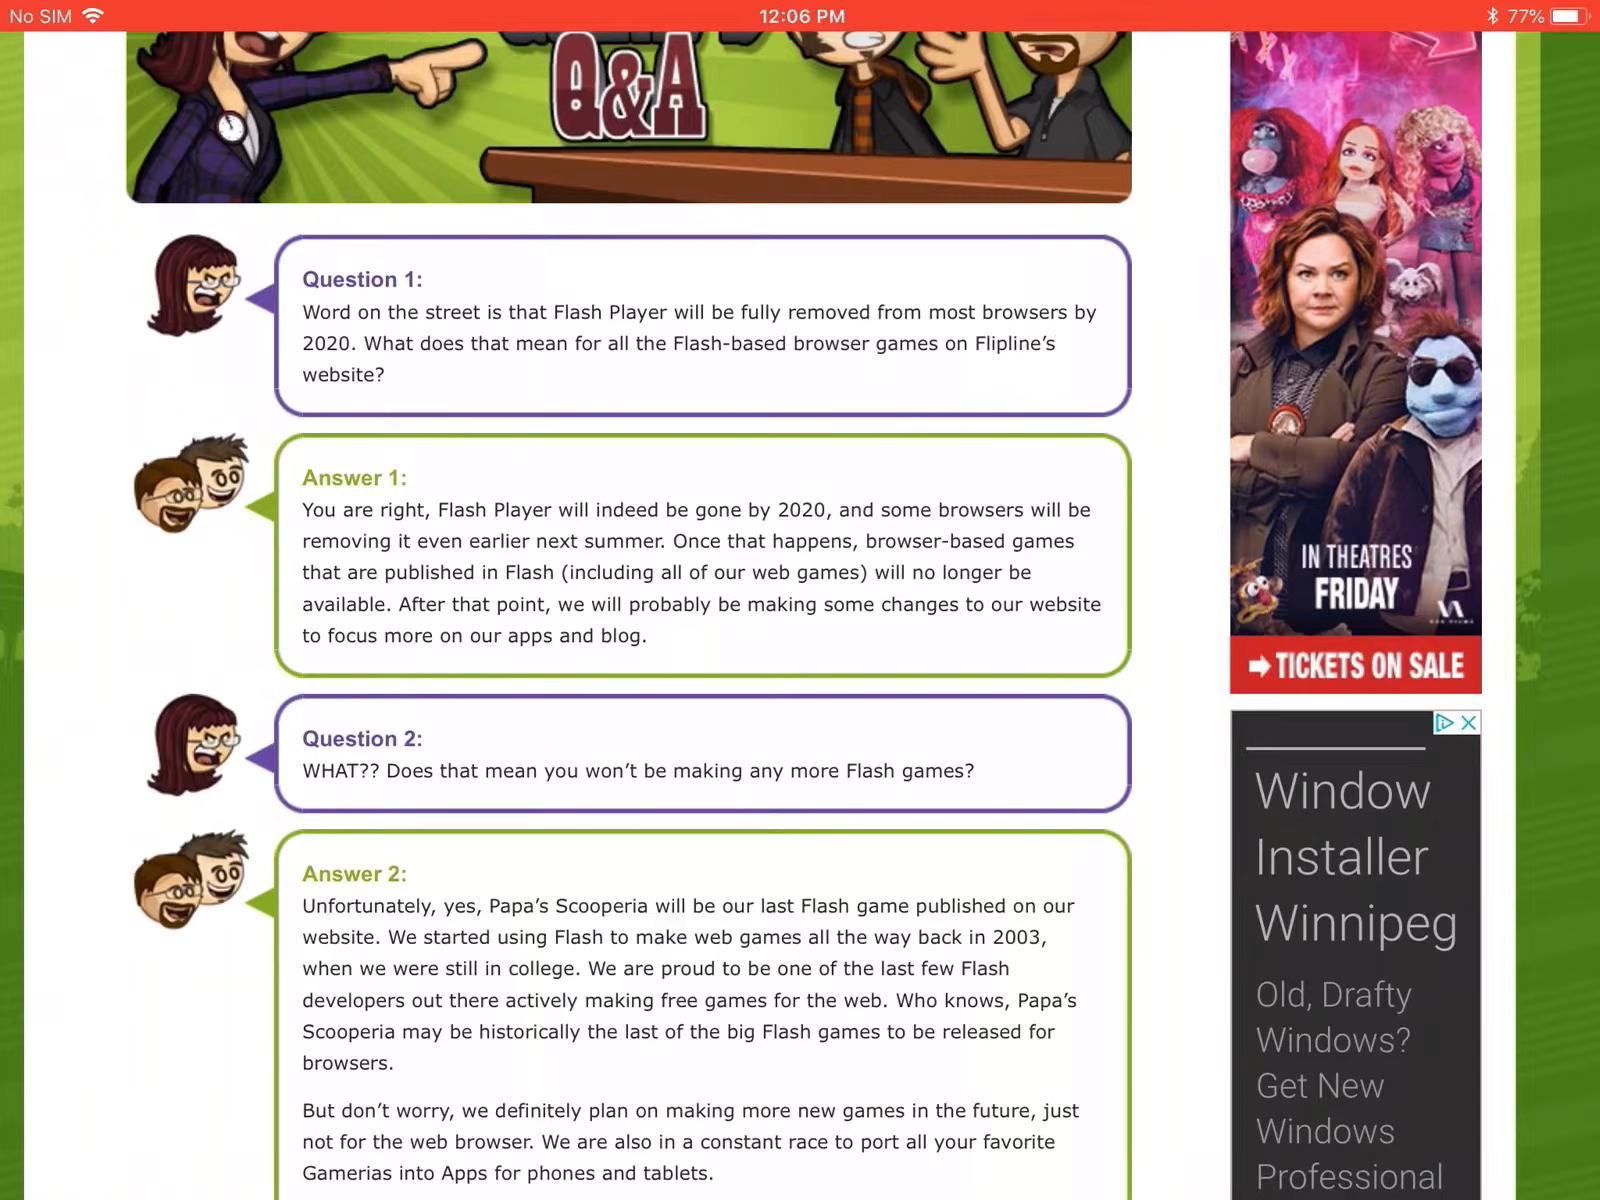 No SIM
12:06 PM
77%
Q&A
Question 1:
Word on the street is that Flash Player will be fully removed from most browsers by
2020. What does that mean for all the Flash-based browser games on Flipline’s
website?
Answer 1:
You are right, Flash Player will indeed be gone by 2020, and some browsers will be
removing it even earlier next summer. Once that happens, browser-based games
that are published in Flash (including all of our web games) will no longer be
available. After that point, we will probably be making some changes to our website
to focus more on our apps and blog.
Question 2:
WHAT?? Does that mean you won’t be making any more Flash games?
Answer 2:
Unfortunately, yes, Papa’s Scooperia will be our last Flash game published on our
website. We started using Flash to make web games all the way back in 2003,
when we were still in college. We are proud to be one of the last few Flash
developers out there actively making free games for the web. Who knows, Papa’s
Scooperia may be historically the last of the big Flash games to be released for
browsers.
But don’t worry, we definitely plan on making more new games in the future, just
not for the web browser. We are also in a constant race to port all your favorite
Gamerias into Apps for phones and tablets.
IN THEATRES
FRIDAY
TICKETS ON SALE
Window
Installer
Winnipeg
Old, Drafty
Windows?
Get New
Windows
Professional